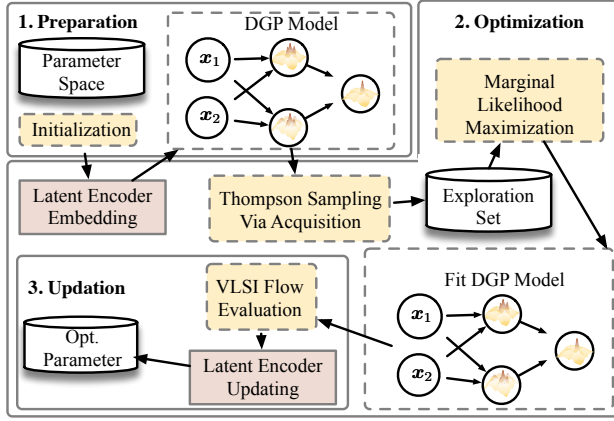 1. Preparation
Parameter
Space
Initialization
DGP Model
x₁
x₂
2. Optimization
Marginal
Likelihood
Maximization
Latent Encoder
Embedding
Thompson Sampling
Via Acquisition
Exploration
Set
3. Updation
VLSI Flow
Evaluation
Opt.
Parameter
Latent Encoder
Updating
Fit DGP Model
x₁
x₂